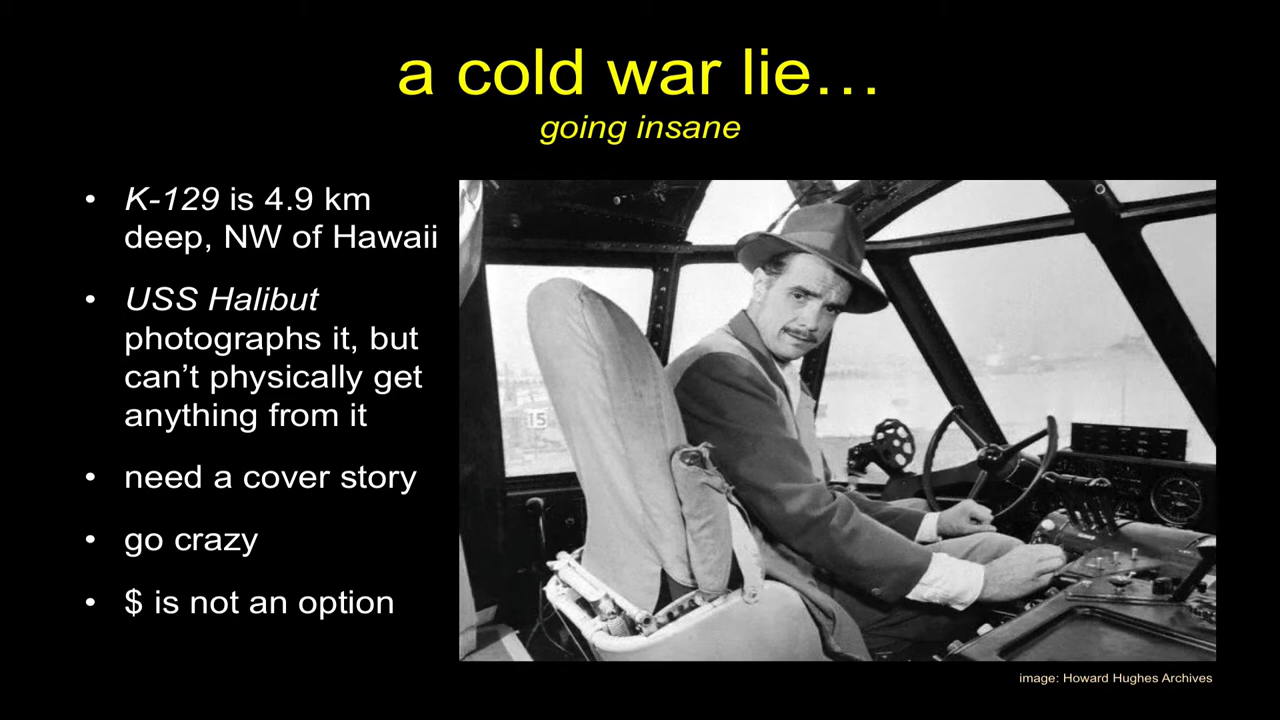 a cold war lie…
going insane
• K-129 is 4.9 km
deep, NW of Hawaii
• USS Halibut
photographs it, but
can’t physically get
anything from it
• need a cover story
• go crazy
• $ is not an option
15
image: Howard Hughes Archives